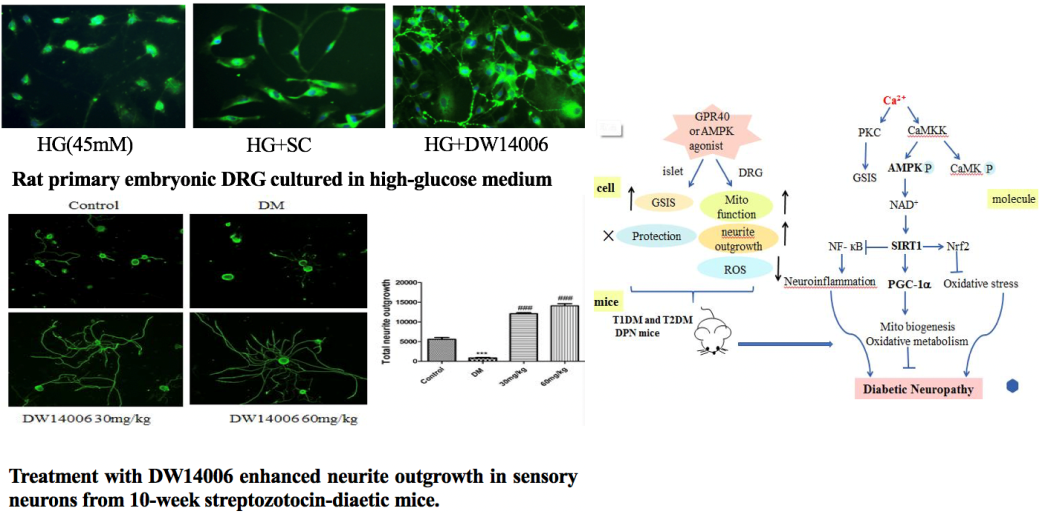 HG(45mM)
HG+SC
HG+DW14006
Rat primary embryonic DRG cultured in high-glucose medium
Control
DM
DW14006 30mg/kg
DW14006 60mg/kg
Total neurite outgrowth
20000
15000
10000
5000
0
***
###
###
Control
DM
30mg/kg
60mg/kg
Treatment with DW14006 enhanced neurite outgrowth in sensory
neurons from 10-week streptozotocin-diaetic mice.
GPR40
or AMPK
agonist
islet
DRG
cell
GSIS
Mito
function
Protection
neurite
outgrowth
ROS
mice
T1DM and T2DM
DPN mice
Ca²⁺
PKC
CaMKK
GSIS
AMPK P
CaMK P
molecule
NAD⁺
NF- κB
SIRT1
Nrf2
Neuroinflammation
PGC-1α
Oxidative stress
Mito biogenesis
Oxidative metabolism
Diabetic Neuropathy